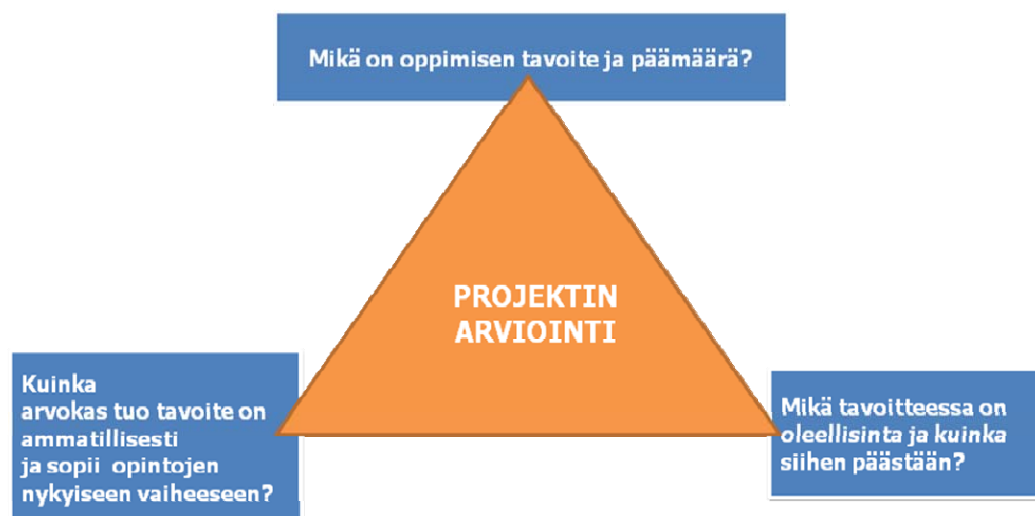 Mikä on oppimisen tavoite ja päämäärä?
PROJEKTIN
ARVIOINTI
Kuinka
arvokas tuo tavoite on
ammatillisesti
ja sopii opintojen
nykyiseen vaiheeseen?
Mikä tavoitteessa on
oleellisinta ja kuinka
siihen päästään?